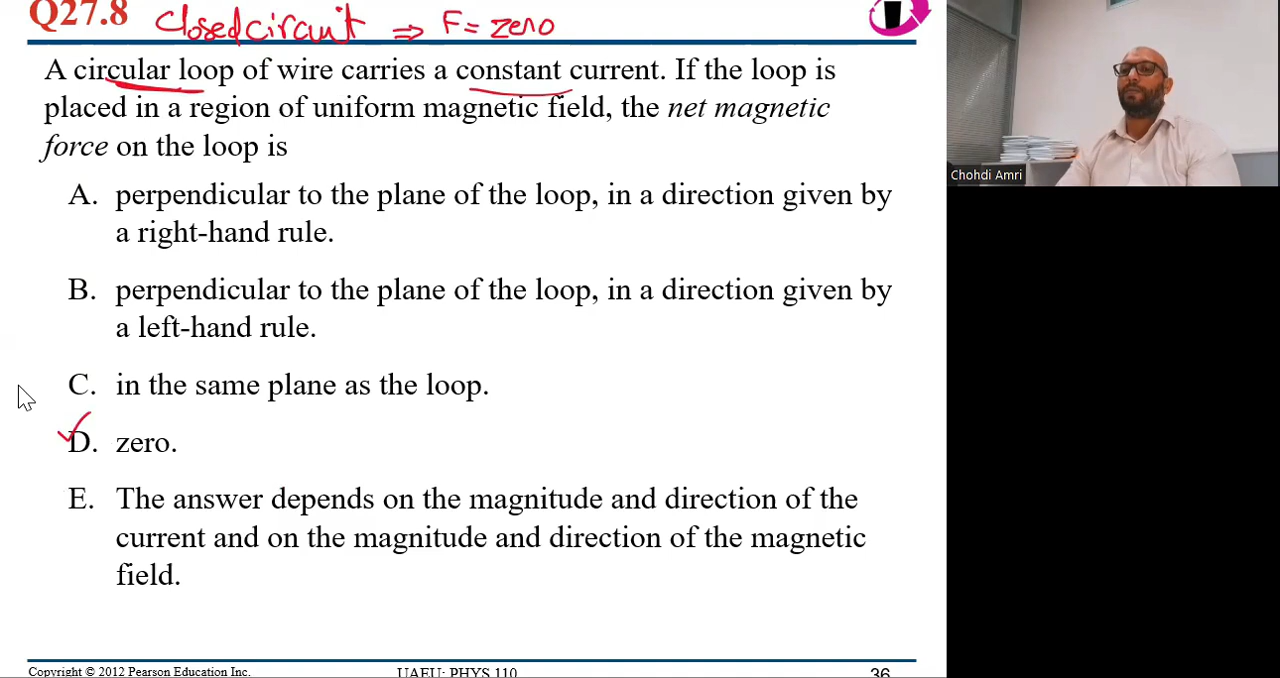 Q27.8 Closed circuit ⇒ F = zero
A circular loop of wire carries a constant current. If the loop is
placed in a region of uniform magnetic field, the net magnetic
force on the loop is
A. perpendicular to the plane of the loop, in a direction given by
a right-hand rule.
B. perpendicular to the plane of the loop, in a direction given by
a left-hand rule.
C. in the same plane as the loop.
D. zero.
E. The answer depends on the magnitude and direction of the
current and on the magnitude and direction of the magnetic
field.
Copyright © 2012 Pearson Education Inc. UAEU: PHYS 110 36
Chohdi Amri